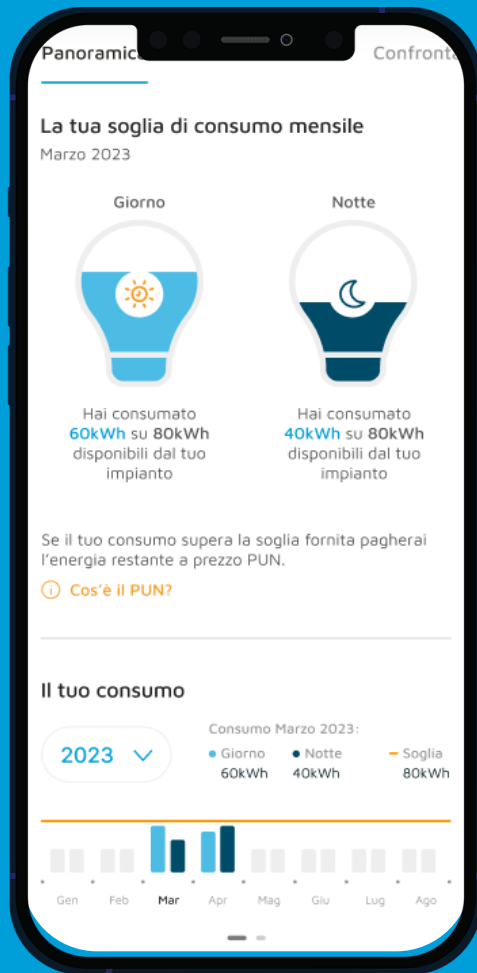 Panoramica
Confronta
La tua soglia di consumo mensile
Marzo 2023
Giorno
Notte
Hai consumato
60kWh su 80kWh
disponibili dal tuo
impianto
Hai consumato
40kWh su 80kWh
disponibili dal tuo
impianto
Se il tuo consumo supera la soglia fornita pagherai
l'energia restante a prezzo PUN.
Cos'è il PUN?
Il tuo consumo
2023
Consumo Marzo 2023:
Giorno Notte Soglia
60kWh 40kWh 80kWh
Gen Feb Mar Apr Mag Giu Lug Ago